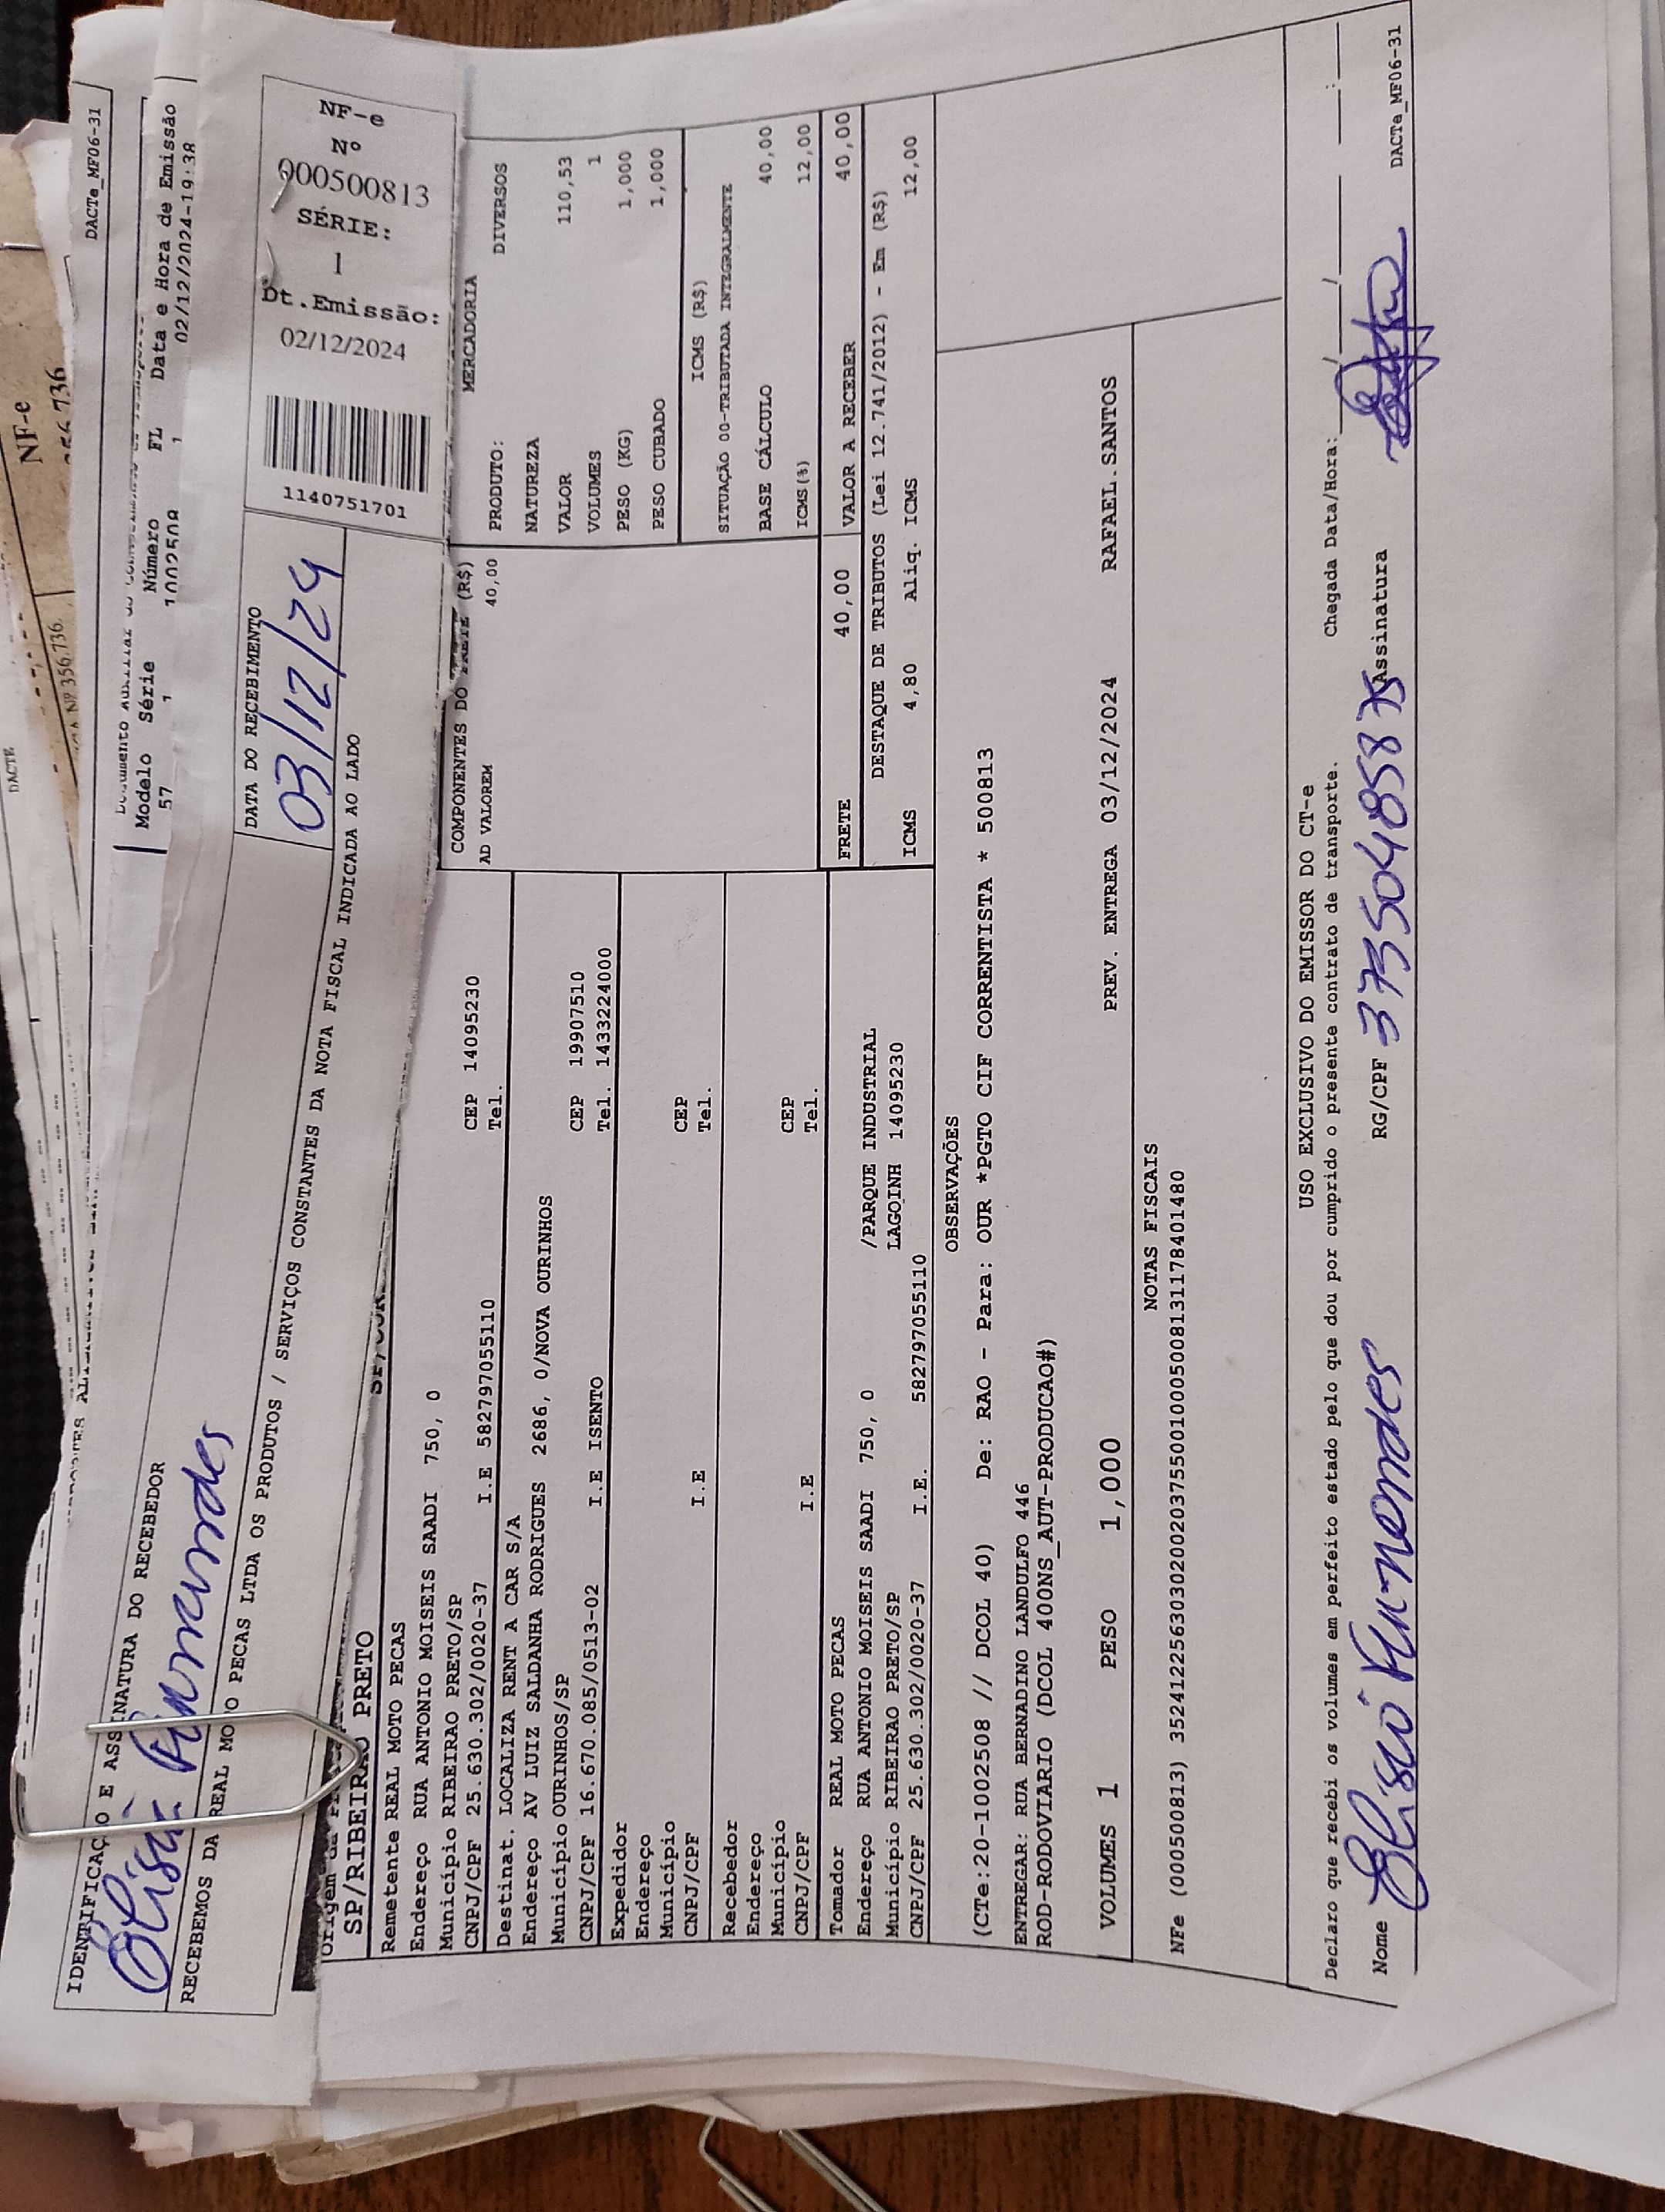 DACTE
NF-e
356.736
Nº 356.736
DACTe_MF06-31
Modelo Série Número FL Data e Hora de Emissão
57 1 1002508 1 02/12/2024-19:38
IDENTIFICAÇÃO E ASSINATURA DO RECEBEDOR
DATA DO RECEBIMENTO
03/12/24
RECEBEMOS DA REAL MOTO PECAS LTDA OS PRODUTOS / SERVIÇOS CONSTANTES DA NOTA FISCAL INDICADA AO LADO
NF-e
Nº
000500813
SÉRIE:
1
Dt.Emissão:
02/12/2024
1140751701
SP/RIBEIRAO PRETO
Remetente REAL MOTO PECAS
Endereço RUA ANTONIO MOISEIS SAADI 750, 0
Município RIBEIRAO PRETO/SP CEP 14095230
CNPJ/CPF 25.630.302/0020-37 I.E 582797055110 Tel.
Destinat. LOCALIZA RENT A CAR S/A
Endereço AV LUIZ SALDANHA RODRIGUES 2686, 0/NOVA OURINHOS
Município OURINHOS/SP CEP 19907510
CNPJ/CPF 16.670.085/0513-02 I.E ISENTO Tel. 1433224000
Expedidor
Endereço
Município CEP
CNPJ/CPF I.E Tel.
Recebedor
Endereço
Município CEP
CNPJ/CPF I.E Tel.
Tomador REAL MOTO PECAS
Endereço RUA ANTONIO MOISEIS SAADI 750, 0 /PARQUE INDUSTRIAL
Município RIBEIRAO PRETO/SP LAGOINH 14095230
CNPJ/CPF 25.630.302/0020-37 I.E. 582797055110
COMPONENTES DO FRETE (R$)
AD VALOREM 40,00
MERCADORIA
PRODUTO: DIVERSOS
NATUREZA
VALOR 110,53
VOLUMES 1
PESO (KG) 1,000
PESO CUBADO 1,000
ICMS (R$)
SITUAÇÃO 00-TRIBUTADA INTEGRALMENTE
BASE CÁLCULO 40,00
ICMS(%) 12,00
FRETE 40,00 VALOR A RECEBER 40,00
DESTAQUE DE TRIBUTOS (Lei 12.741/2012) - Em (R$)
ICMS 4,80 Aliq. ICMS 12,00
OBSERVAÇÕES
(CTe:20-1002508 // DCOL 40) De: RAO - Para: OUR *PGTO CIF CORRENTISTA * 500813
ENTREGAR: RUA BERNADINO LANDULFO 446
ROD-RODOVIARIO (DCOL 400NS_AUT-PRODUCAO#)
VOLUMES 1 PESO 1,000 PREV. ENTREGA 03/12/2024 RAFAEL.SANTOS
NOTAS FISCAIS
NFe (000500813) 35241225630302002037550010005008131178401480
USO EXCLUSIVO DO EMISSOR DO CT-e
Declaro que recebi os volumes em perfeito estado pelo que dou por cumprido o presente contrato de transporte. Chegada Data/Hora: / / :
Nome RG/CPF 37350485875 Assinatura DACTe_MF06-31